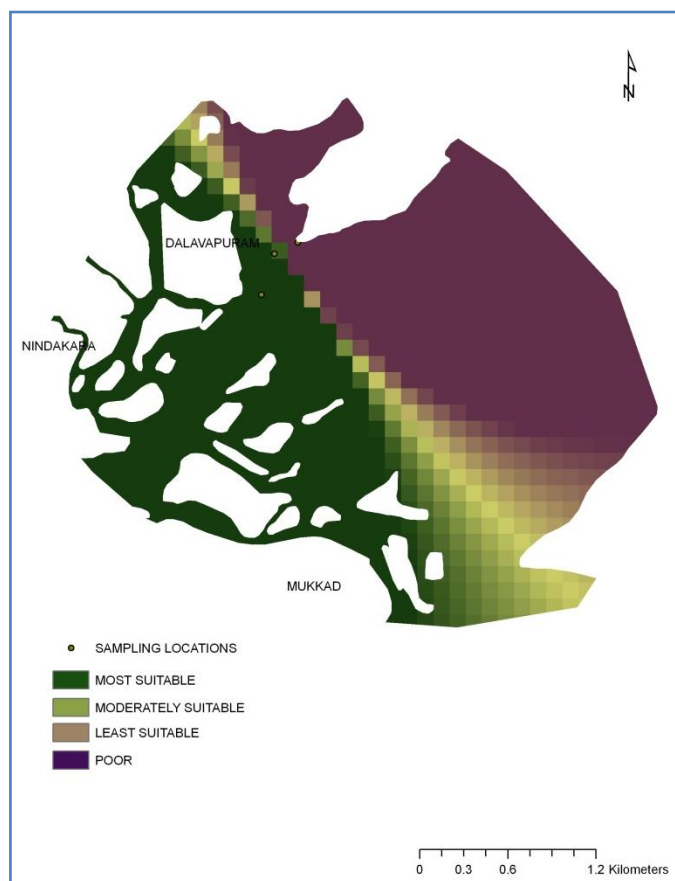 N
DALAVAPURAM
NINDAKARA
MUKKAD
SAMPLING LOCATIONS
MOST SUITABLE
MODERATELY SUITABLE
LEAST SUITABLE
POOR
0 0.3 0.6 1.2 Kilometers